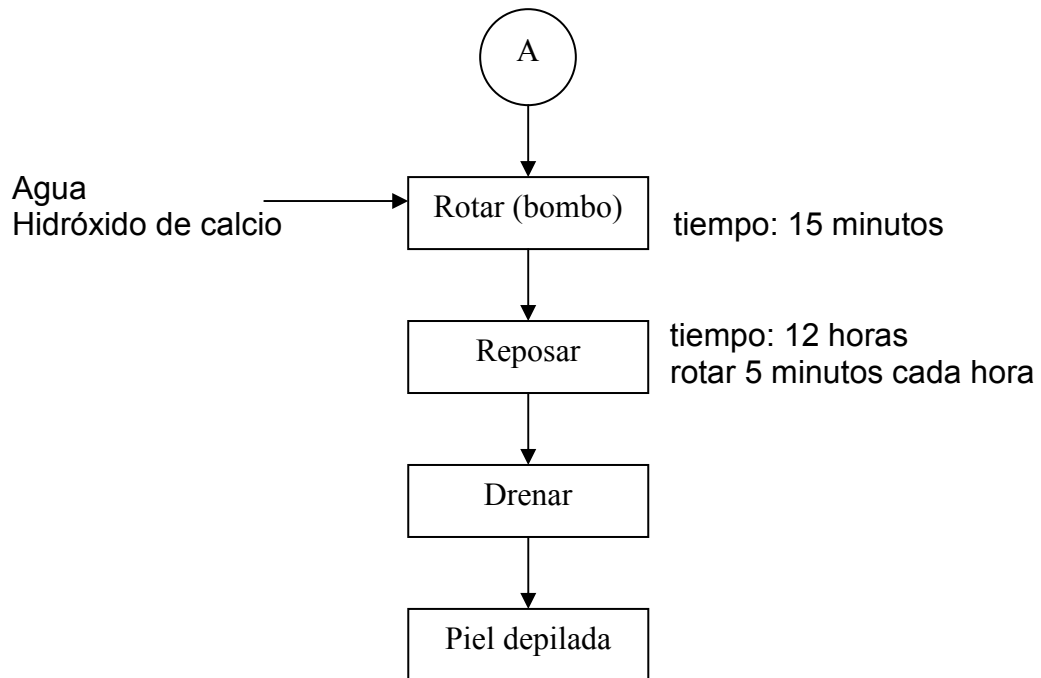 A
Agua
Hidróxido de calcio
Rotar (bombo)
tiempo: 15 minutos
Reposar
tiempo: 12 horas
rotar 5 minutos cada hora
Drenar
Piel depilada